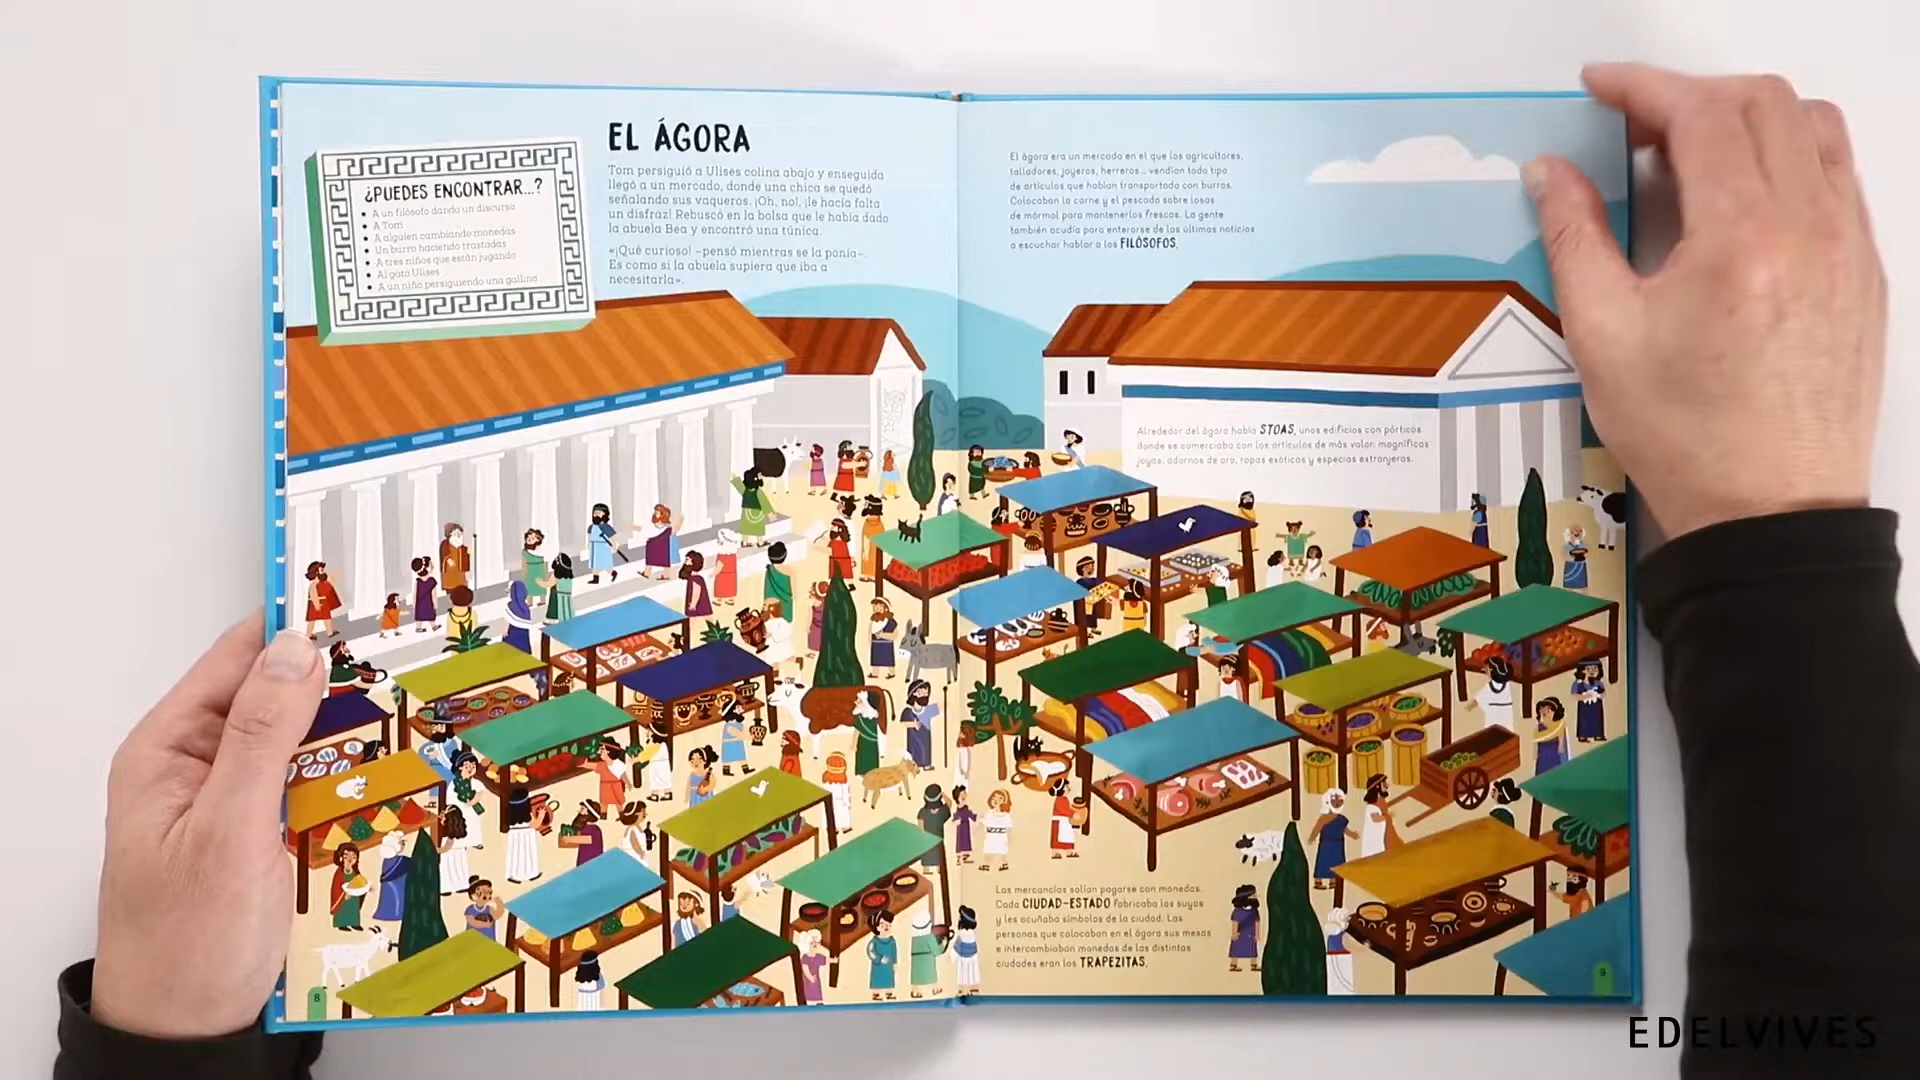 ¿PUEDES ENCONTRAR...?
• A un filósofo dando un discurso
• A Tom
• A alguien cambiando monedas
• Un burro haciendo trastadas
• A tres niños que están jugando
• Al gato Ulises
• A un niño persiguiendo una gallina
EL ÁGORA
Tom persiguió a Ulises colina abajo y enseguida
llegó a un mercado, donde una chica se quedó
señalando sus vaqueros. ¡Oh, no!, ¡le hacía falta
un disfraz! Rebuscó en la bolsa que le había dado
la abuela Bea y encontró una túnica.
«¡Qué curioso! –pensó mientras se la ponía–.
Es como si la abuela supiera que iba a
necesitarla».
El ágora era un mercado en el que los agricultores,
talladores, joyeros, herreros... vendían todo tipo
de artículos que habían transportado con burros.
Colocaban la carne y el pescado sobre losas
de mármol para mantenerlos frescos. La gente
también acudía para enterarse de las últimas noticias
o escuchar hablar a los FILÓSOFOS.
Alrededor del ágora había STOAS, unos edificios con pórticos
donde se comerciaba con los artículos de más valor: magníficas
joyas, adornos de oro, ropas exóticas y especias extranjeras.
Las mercancías solían pagarse con monedas.
Cada CIUDAD-ESTADO fabricaba las suyas
y les acuñaba símbolos de la ciudad. Las
personas que colocaban en el ágora sus mesas
e intercambiaban monedas de las distintas
ciudades eran los TRAPEZITAS.
8
9
EDELVIVES